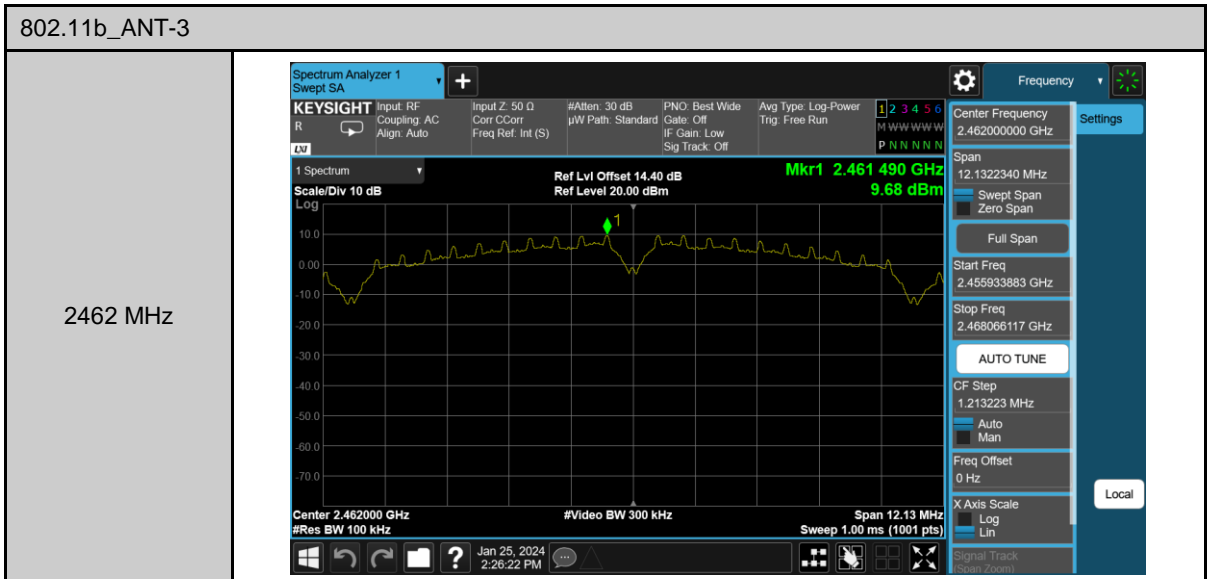 802.11b_ANT-3
2462 MHz
Spectrum Analyzer 1
Swept SA
+
Frequency
KEYSIGHT
R
LXI
Input: RF
Coupling: AC
Align: Auto
Input Z: 50 Ω
Corr CCorr
Freq Ref: Int (S)
#Atten: 30 dB
µW Path: Standard
PNO: Best Wide
Gate: Off
IF Gain: Low
Sig Track: Off
Avg Type: Log-Power
Trig: Free Run
1 2 3 4 5 6
M W W W W W
P N N N N N
1 Spectrum
Scale/Div 10 dB
Log
Ref Lvl Offset 14.40 dB
Ref Level 20.00 dBm
Mkr1 2.461 490 GHz
9.68 dBm
1
10.0
0.00
-10.0
-20.0
-30.0
-40.0
-50.0
-60.0
-70.0
Center 2.462000 GHz
#Res BW 100 kHz
#Video BW 300 kHz
Span 12.13 MHz
Sweep 1.00 ms (1001 pts)
?
Jan 25, 2024
2:26:22 PM
Center Frequency
2.462000000 GHz
Span
12.1322340 MHz
Swept Span
Zero Span
Full Span
Start Freq
2.455933883 GHz
Stop Freq
2.468066117 GHz
AUTO TUNE
CF Step
1.213223 MHz
Auto
Man
Freq Offset
0 Hz
X Axis Scale
Log
Lin
Signal Track
(Span Zoom)
Settings
Local